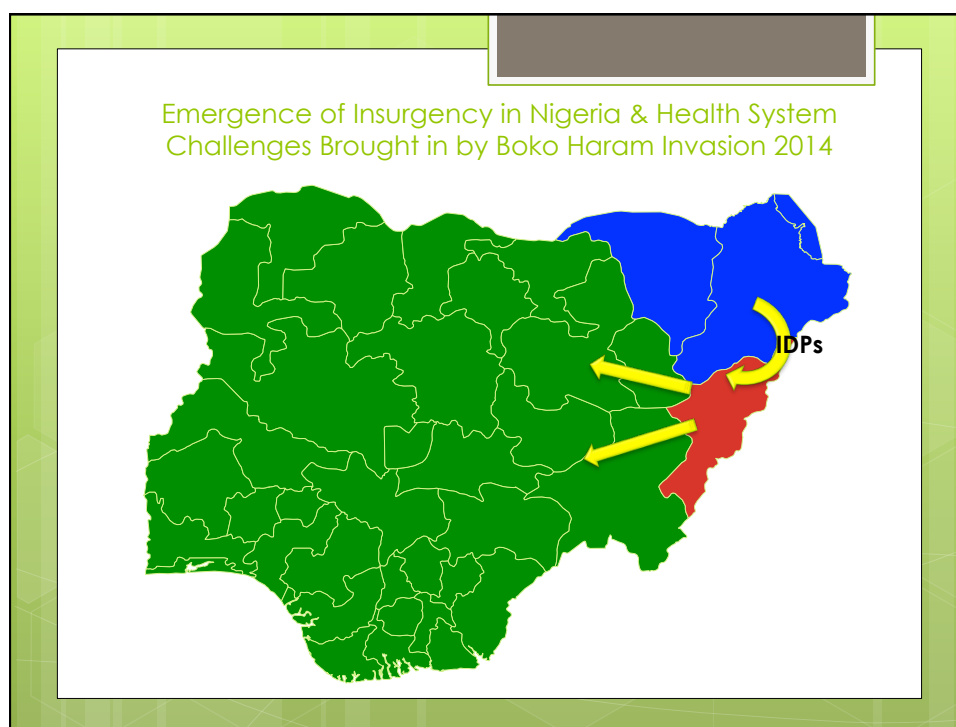 Emergence of Insurgency in Nigeria & Health System
Challenges Brought in by Boko Haram Invasion 2014
IDPs